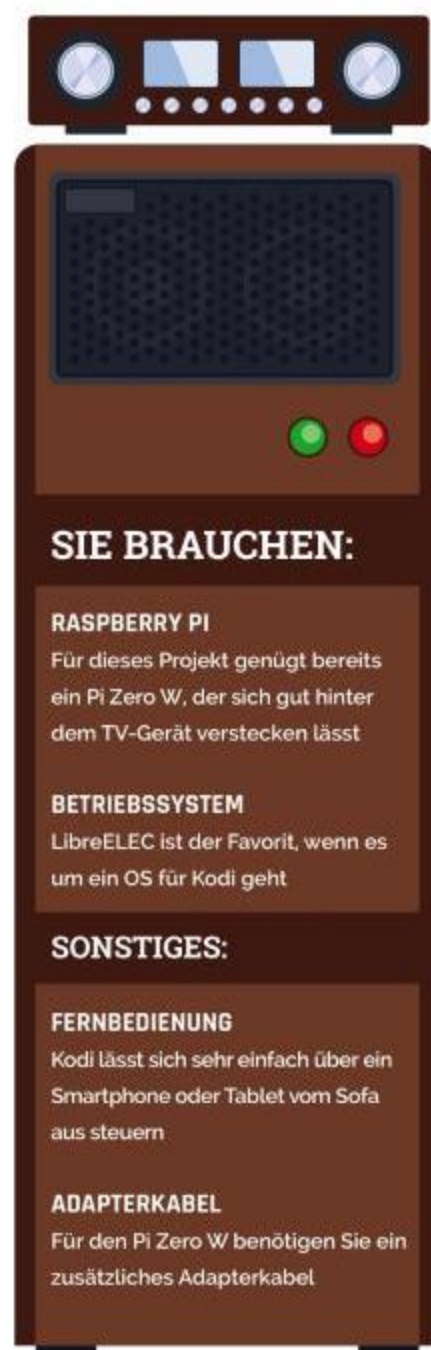 SIE BRAUCHEN:
RASPBERRY PI
Für dieses Projekt genügt bereits
ein Pi Zero W, der sich gut hinter
dem TV-Gerät verstecken lässt
BETRIEBSSYSTEM
LibreELEC ist der Favorit, wenn es
um ein OS für Kodi geht
SONSTIGES:
FERNBEDIENUNG
Kodi lässt sich sehr einfach über ein
Smartphone oder Tablet vom Sofa
aus steuern
ADAPTERKABEL
Für den Pi Zero W benötigen Sie ein
zusätzliches Adapterkabel